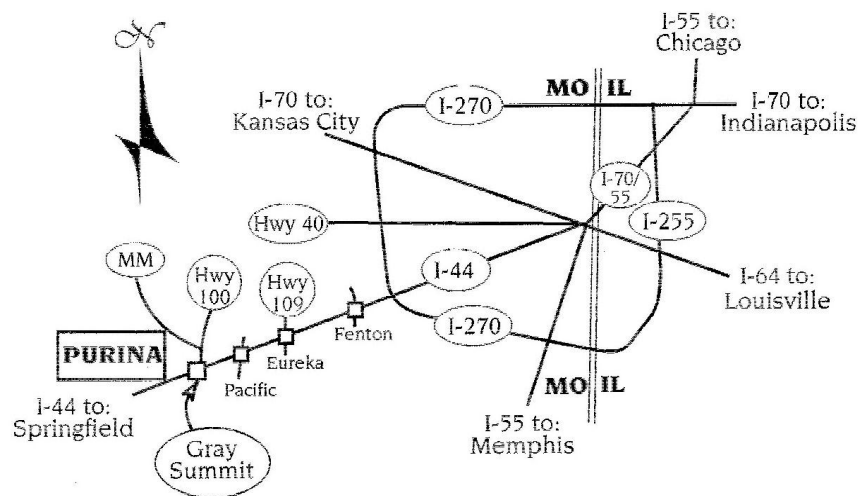 N
I-55 to:
Chicago
MO IL
I-70 to:
Kansas City
I-270
I-70 to:
Indianapolis
I-70/
55
Hwy 40
I-255
MM
Hwy
100
Hwy
109
I-44
I-64 to:
Louisville
Fenton
I-270
PURINA
Eureka
Pacific
MO IL
I-44 to:
Springfield
I-55 to:
Memphis
Gray
Summit